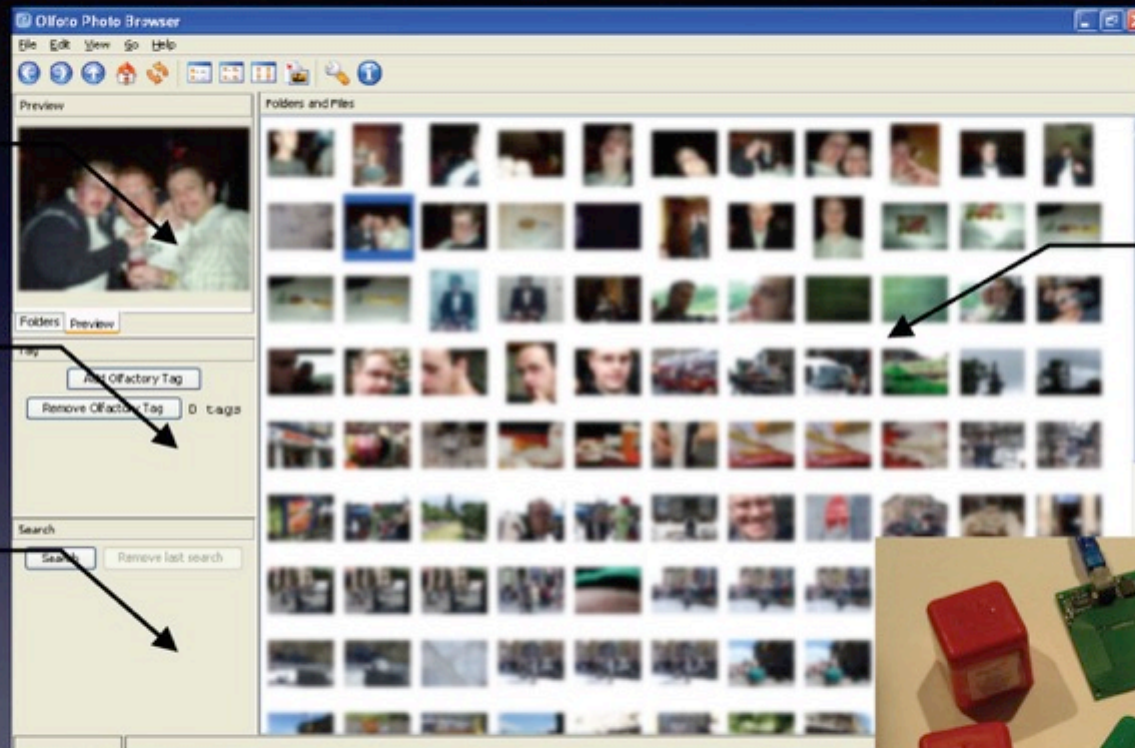 Olfoto Photo Browser
File Edit View Go Help
Preview
Folders and Files
Folders Preview
Tag
Add Olfactory Tag
Remove Olfactory Tag 0 tags
Search
Search Remove last search